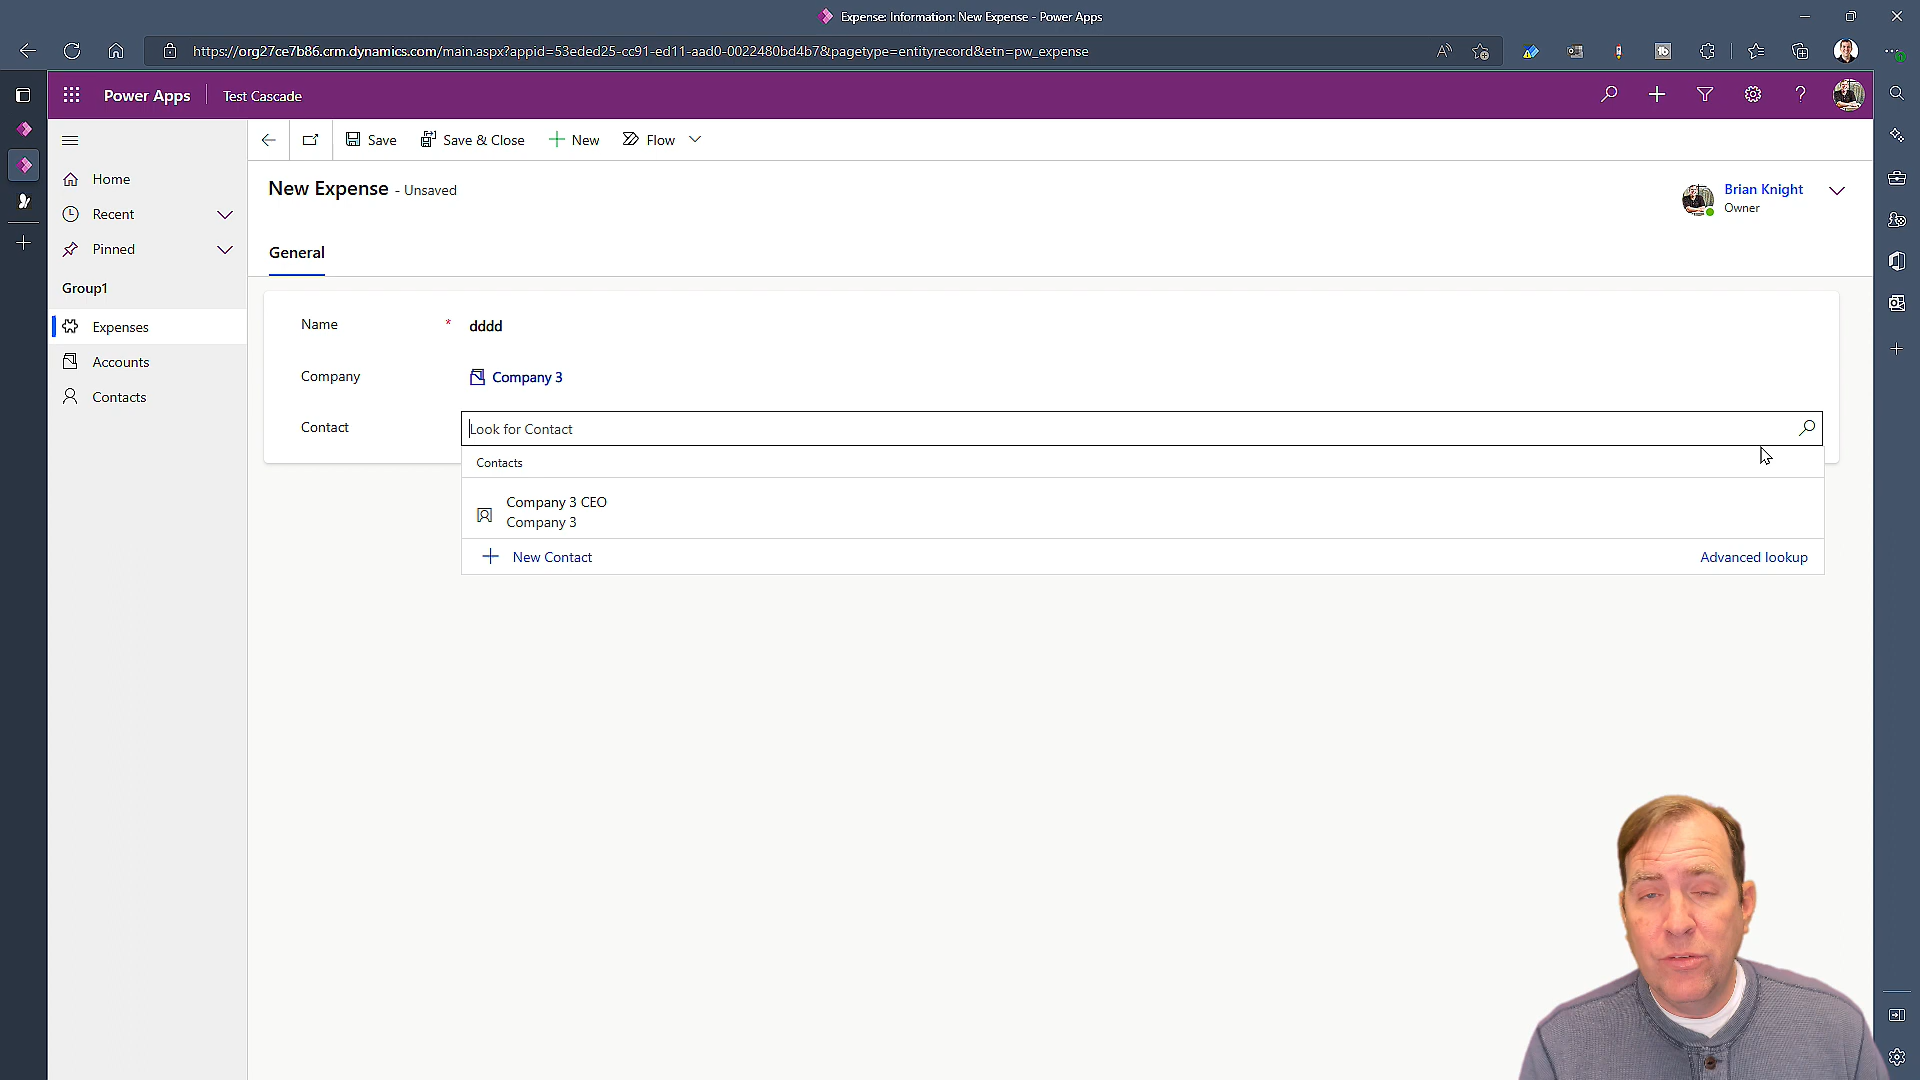 Expense: Information: New Expense - Power Apps
https://org27ce7b86.crm.dynamics.com/main.aspx?appid=53eded25-cc91-ed11-aad0-0022480bd4b7&pagetype=entityrecord&etn=pw_expense
Power Apps
Test Cascade
Save
Save & Close
New
Flow
Home
Recent
Pinned
Group1
Expenses
Accounts
Contacts
New Expense - Unsaved
Brian Knight
Owner
General
Name * dddd
Company Company 3
Contact Look for Contact
Contacts
Company 3 CEO
Company 3
New Contact
Advanced lookup